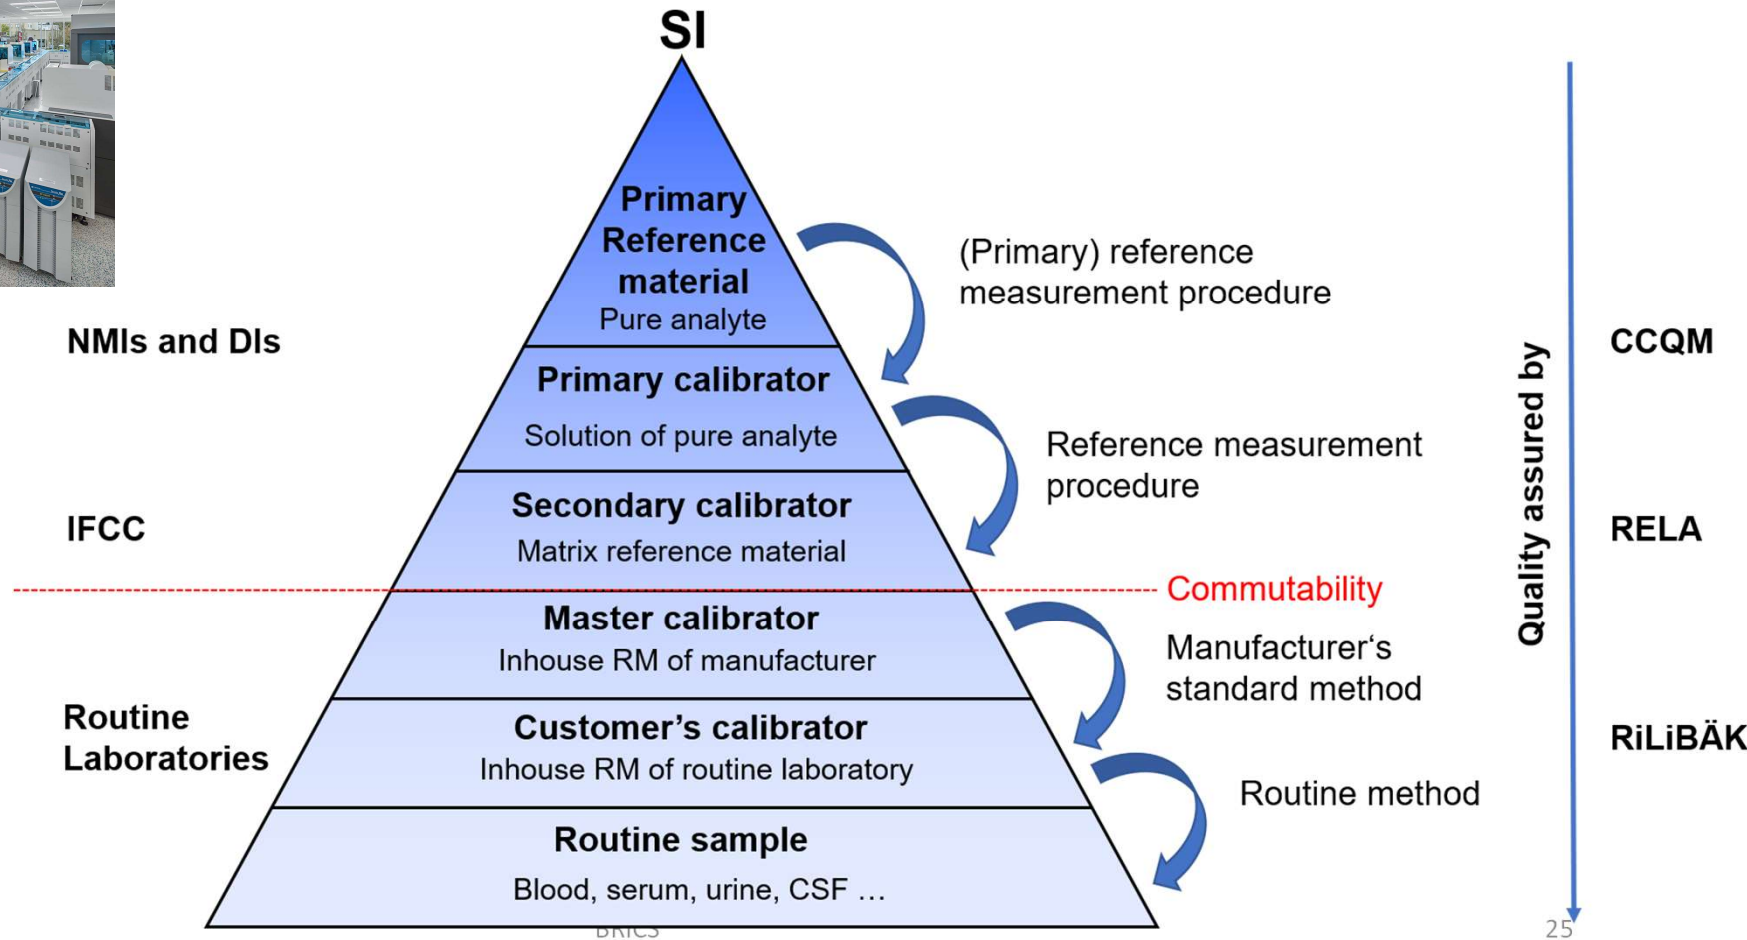 SI
Primary
Reference
material
Pure analyte
(Primary) reference
measurement procedure
NMIs and DIs
CCQM
Primary calibrator
Solution of pure analyte
Reference measurement
procedure
Quality assured by
Secondary calibrator
Matrix reference material
IFCC
RELA
Commutability
Master calibrator
Inhouse RM of manufacturer
Manufacturer‘s
standard method
Routine
Laboratories
Customer’s calibrator
Inhouse RM of routine laboratory
RiLiBÄK
Routine method
Routine sample
Blood, serum, urine, CSF …
BRICS
25